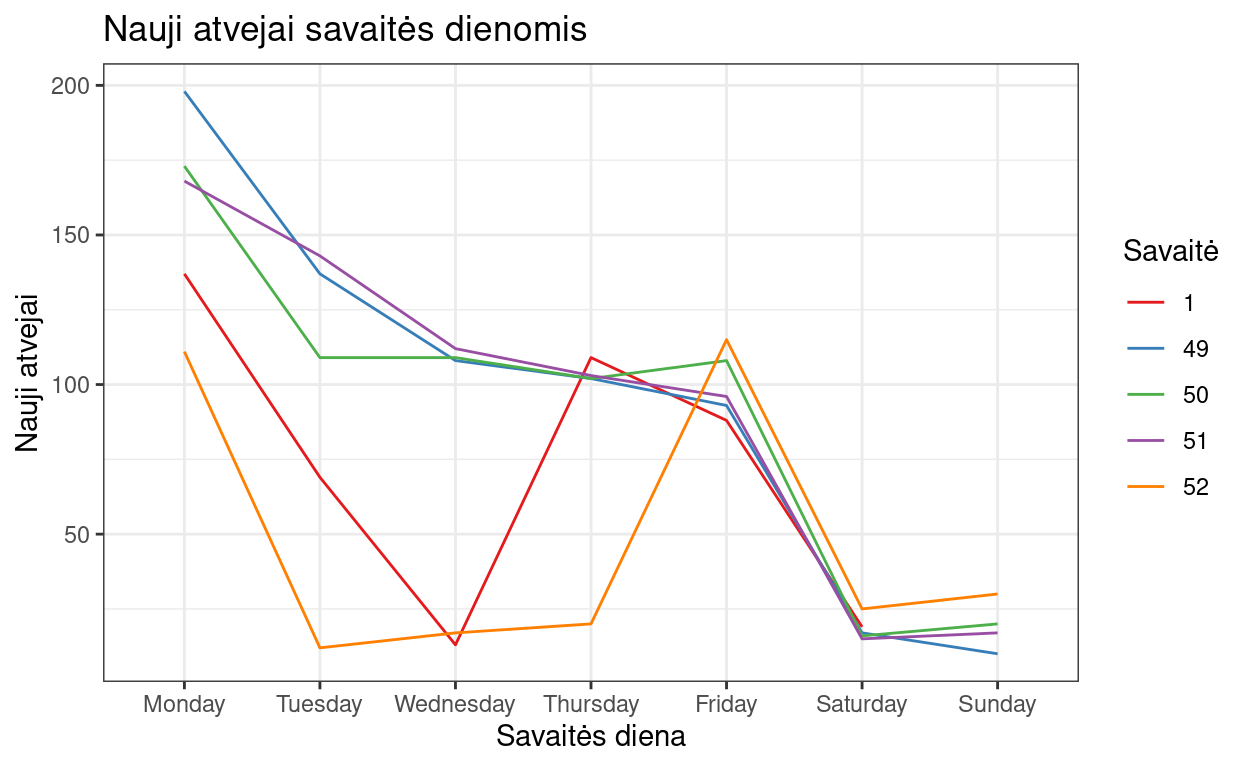 Nauji atvejai savaitės dienomis
Nauji atvejai
200
150
100
50
Monday Tuesday Wednesday Thursday Friday Saturday Sunday
Savaitės diena
Savaitė
1
49
50
51
52